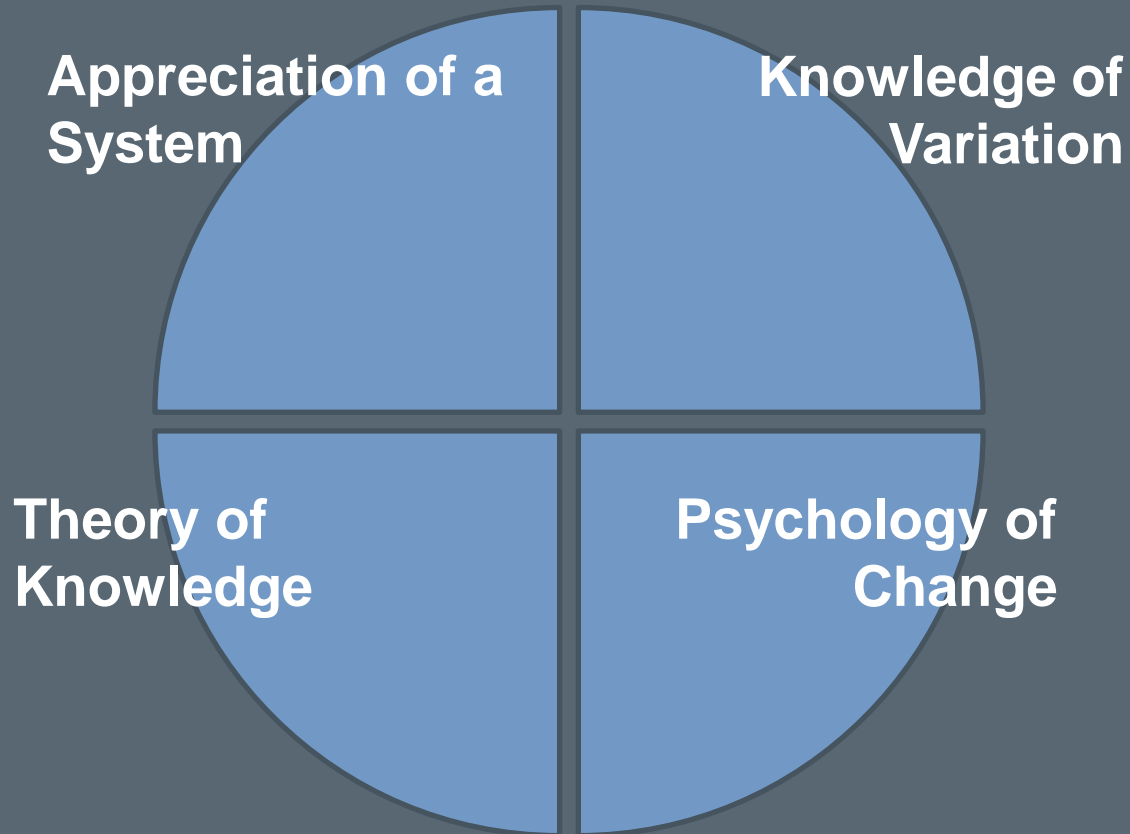 Appreciation of a
System
Knowledge of
Variation
Theory of
Knowledge
Psychology of
Change